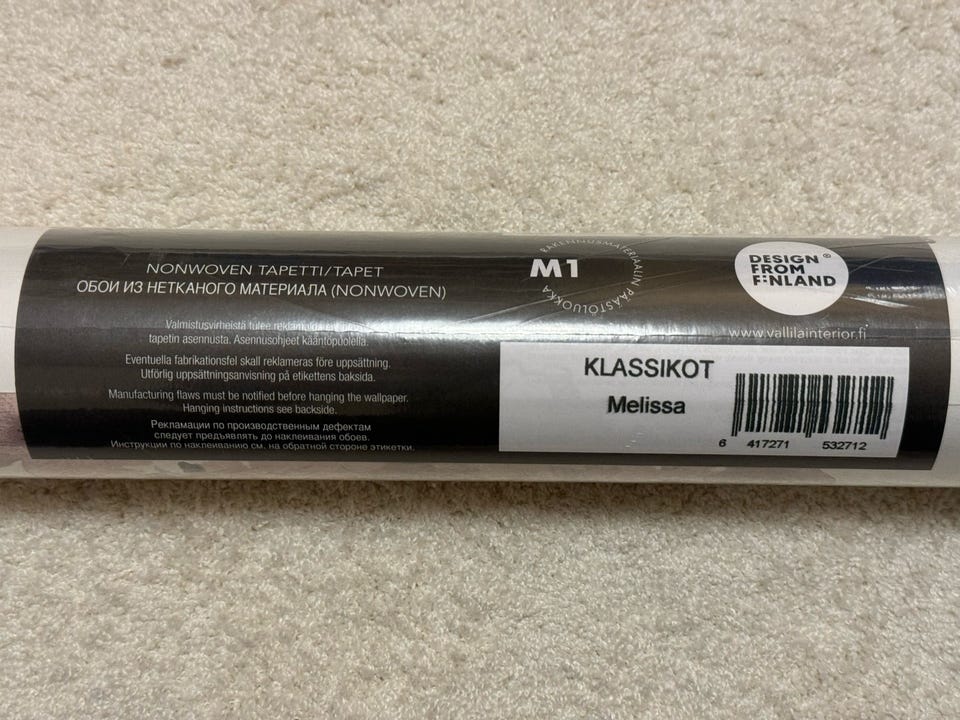 NONWOVEN TAPETTI/TAPET
ОБОИ ИЗ НЕТКАНОГО МАТЕРИАЛА (NONWOVEN)
Valmistusvirheistä tulee
tapetin asennusta. Asennusohjeet kääntöpuolella.
Eventuella fabrikationsfel skall reklameras före uppsättning.
Utförlig uppsättningsanvisning på etikettens baksida.
Manufacturing flaws must be notified before hanging the wallpaper.
Hanging instructions see backside.
Рекламации по производственным дефектам
следует предъявлять до наклеивания обоев.
Инструкции по наклеиванию см. на обратной стороне этикетки.
M1
RAKENNUSMATERIAALIN PÄÄSTÖLUOKKA
DESIGN ®
FROM
FINLAND
www.vallilainterior.fi
KLASSIKOT
Melissa
6 417271 532712